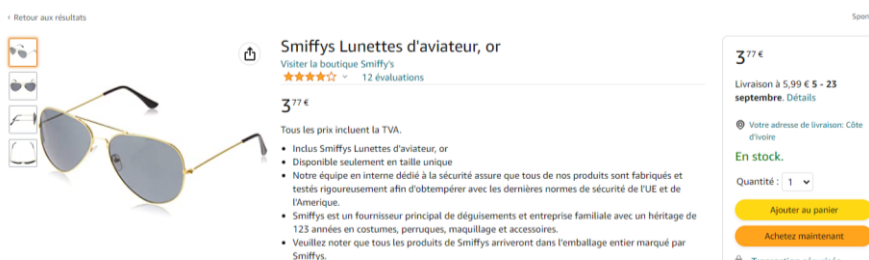 ‹ Retour aux résultats
Smiffys Lunettes d'aviateur, or
Visiter la boutique Smiffy's
12 évaluations
3⁷⁷ €
Tous les prix incluent la TVA.
• Inclus Smiffys Lunettes d'aviateur, or
• Disponible seulement en taille unique
• Notre équipe en interne dédié à la sécurité assure que tous de nos produits sont fabriqués et
testés rigoureusement afin d'obtempérer avec les dernières normes de sécurité de l'UE et de
l'Amerique.
• Smiffys est un fournisseur principal de déguisements et entreprise familiale avec un héritage de
123 années en costumes, perruques, maquillage et accessoires.
• Veuillez noter que tous les produits de Smiffys arriveront dans l'emballage entier marqué par
Smiffys.
Spon
3⁷⁷ €
Livraison à 5,99 € 5 - 23
septembre. Détails
Votre adresse de livraison: Côte
d'ivoire
En stock.
Quantité : 1
Ajouter au panier
Achetez maintenant